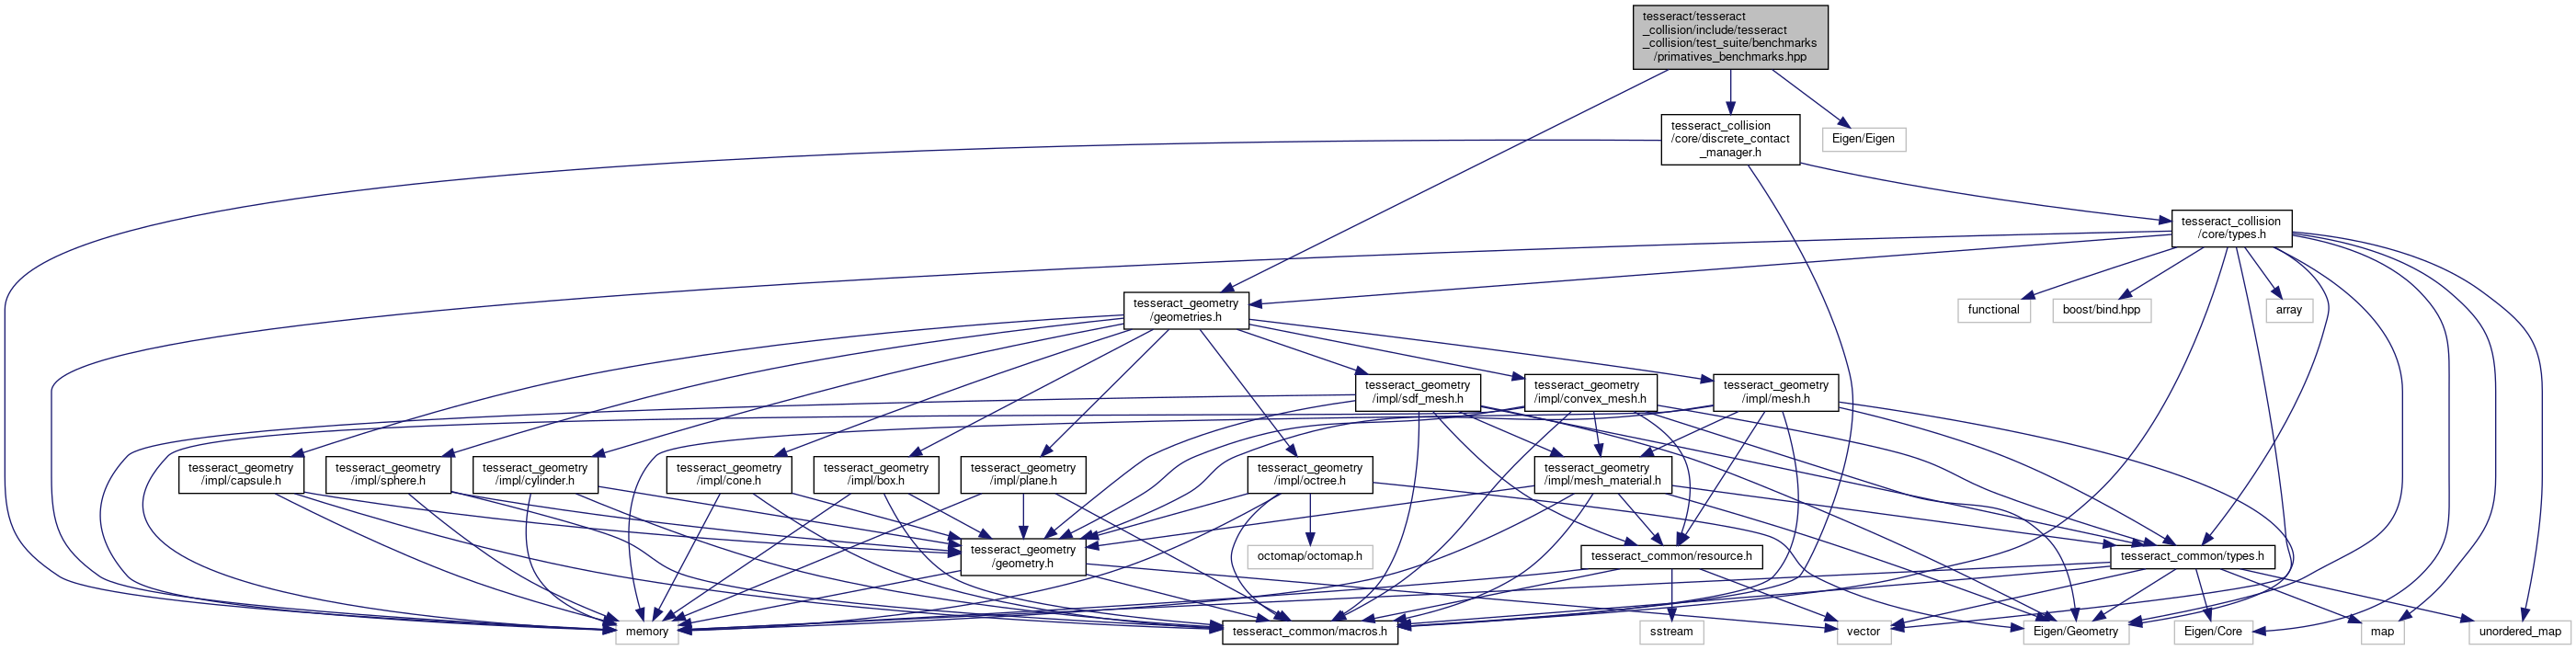 tesseract/tesseract
_collision/include/tesseract
_collision/test_suite/benchmarks
/primatives_benchmarks.hpp
tesseract_collision
/core/discrete_contact
_manager.h
Eigen/Eigen
tesseract_collision
/core/types.h
tesseract_geometry
/geometries.h
functional
boost/bind.hpp
array
tesseract_geometry
/impl/sdf_mesh.h
tesseract_geometry
/impl/convex_mesh.h
tesseract_geometry
/impl/mesh.h
tesseract_geometry
/impl/capsule.h
tesseract_geometry
/impl/sphere.h
tesseract_geometry
/impl/cylinder.h
tesseract_geometry
/impl/cone.h
tesseract_geometry
/impl/box.h
tesseract_geometry
/impl/plane.h
tesseract_geometry
/impl/octree.h
tesseract_geometry
/impl/mesh_material.h
tesseract_geometry
/geometry.h
octomap/octomap.h
tesseract_common/resource.h
tesseract_common/types.h
memory
tesseract_common/macros.h
sstream
vector
Eigen/Geometry
Eigen/Core
map
unordered_map